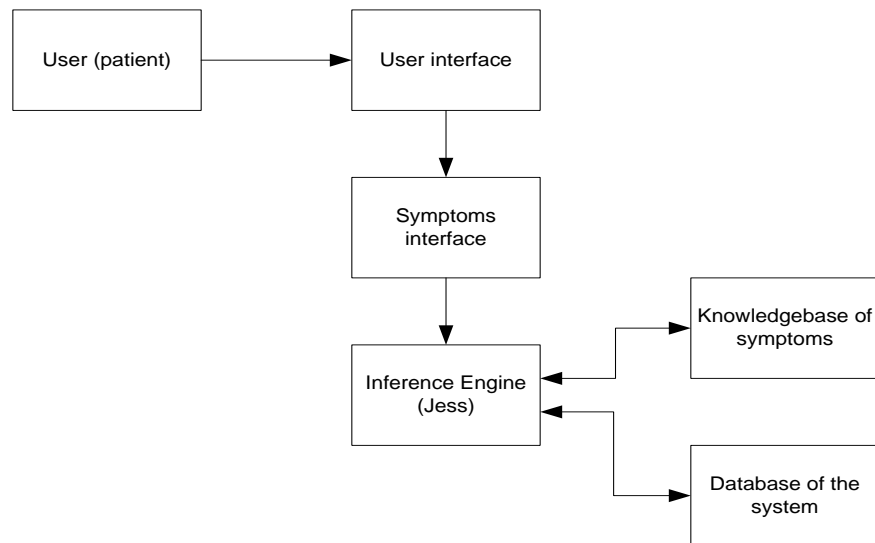 User (patient)
User interface
Symptoms
interface
Knowledgebase of
symptoms
Inference Engine
(Jess)
Database of the
system